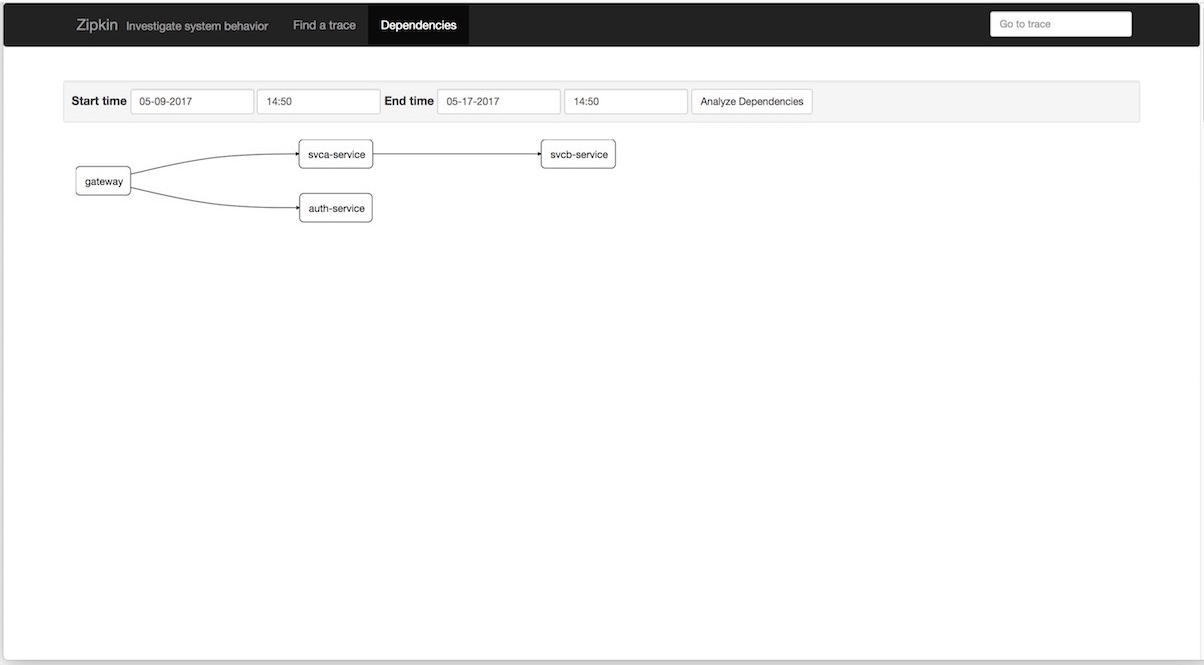 Zipkin Investigate system behavior Find a trace Dependencies Go to trace
Start time 05-09-2017 14:50 End time 05-17-2017 14:50 Analyze Dependencies
svca-service svcb-service
gateway
auth-service